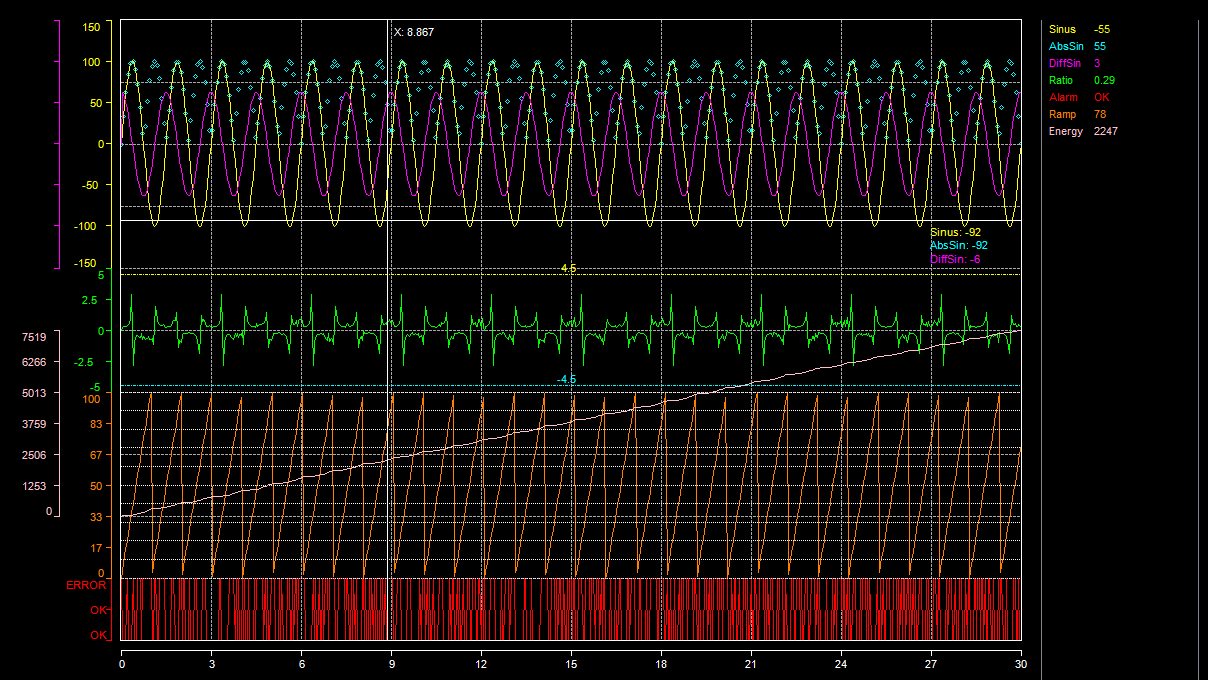 X: 8.867
150
100
50
0
-50
-100
-150
Sinus -55
AbsSin 55
DiffSin 3
Ratio 0.29
Alarm OK
Ramp 78
Energy 2247
Sinus: -92
AbsSin: -92
DiffSin: -6
4.5
5
2.5
0
-2.5
-5
-4.5
7519
6266
5013
3759
2506
1253
0
100
83
67
50
33
17
0
ERROR
OK
OK
0 3 6 9 12 15 18 21 24 27 30